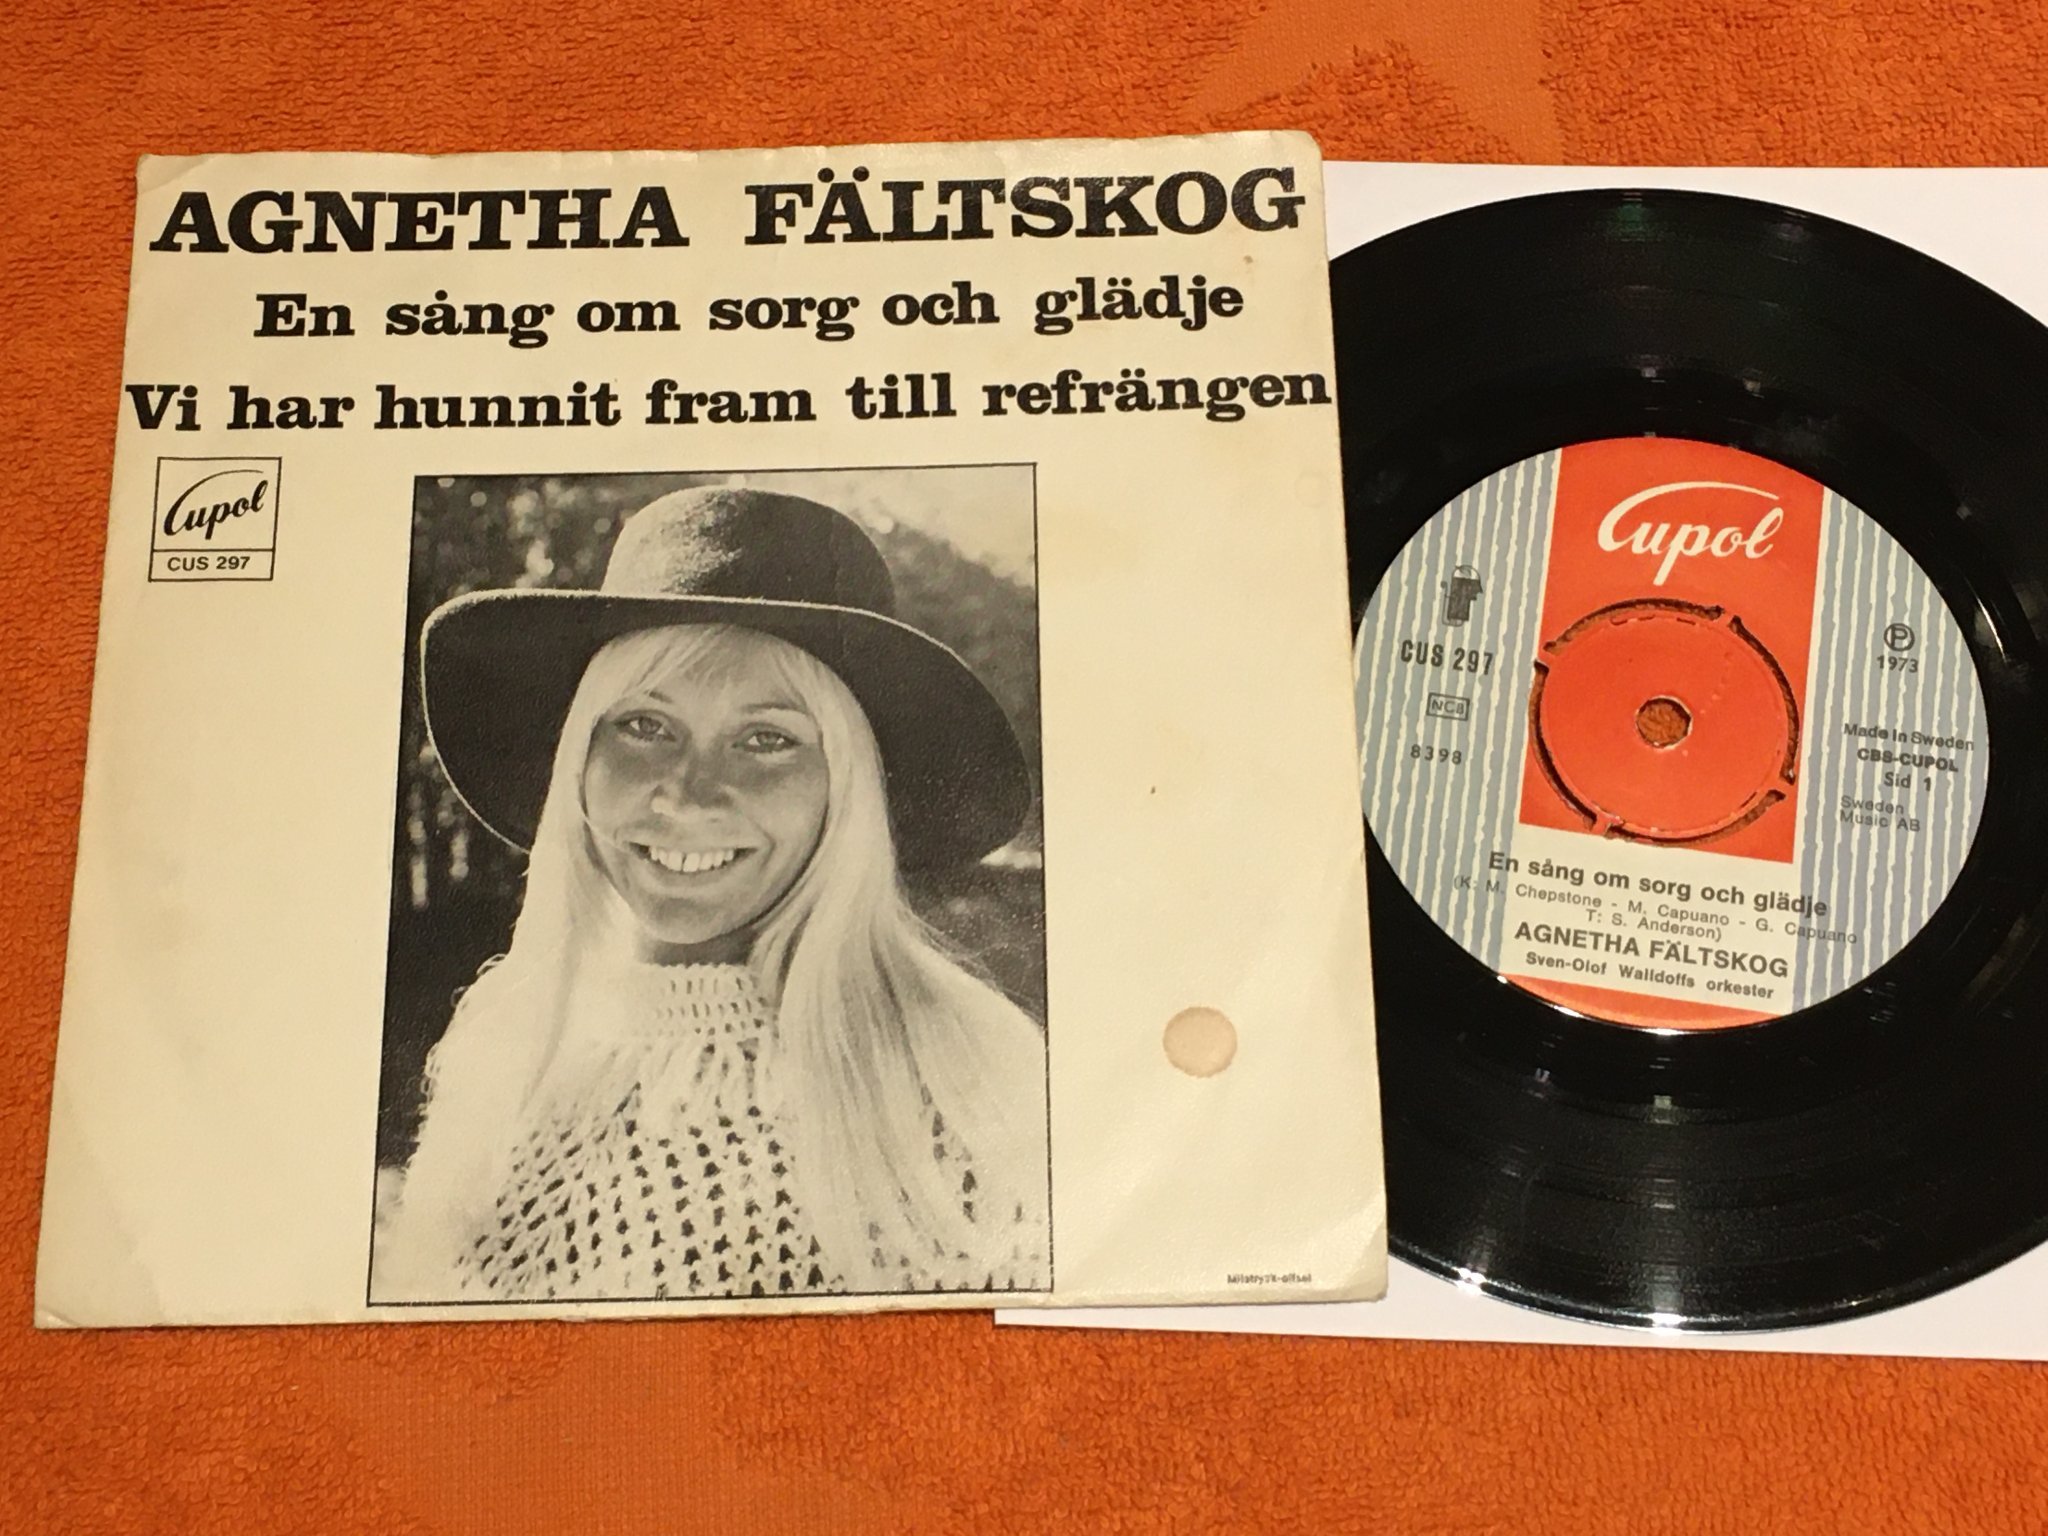 AGNETHA FÄLTSKOG
En sång om sorg och glädje
Vi har hunnit fram till refrängen
Cupol
CUS 297
Cupol
CUS 297
NCB
8398
P
1973
Made in Sweden
CBS-CUPOL
Sid 1
Sweden
Music AB
En sång om sorg och glädje
(K: M. Chepstone - M. Capuano - G. Capuano
T: S. Anderson)
AGNETHA FÄLTSKOG
Sven-Olof Walldoffs orkester